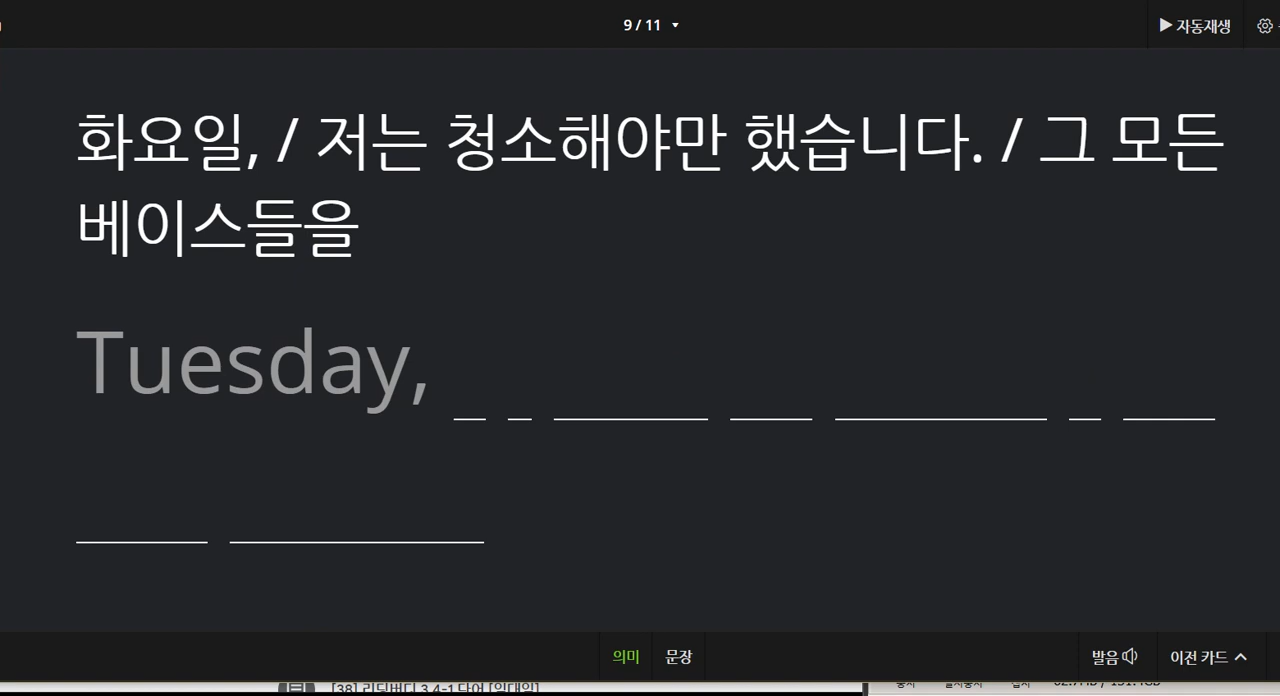 9 / 11
자동재생
화요일, / 저는 청소해야만 했습니다. / 그 모든
베이스들을
Tuesday,
의미
문장
발음
이전 카드
[38] 리딩버디 3.4-1 단어 [일대일]